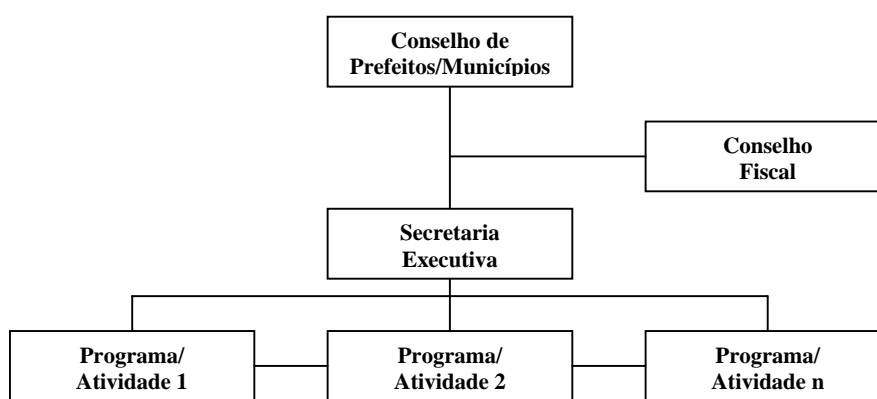 Conselho de
Prefeitos/Municípios
Conselho
Fiscal
Secretaria
Executiva
Programa/
Atividade 1
Programa/
Atividade 2
Programa/
Atividade n